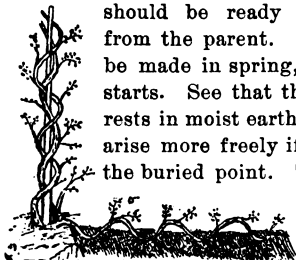 should be ready
from the parent.
be made in spring,
starts. See that th
rests in moist earth
arise more freely if
the buried point.